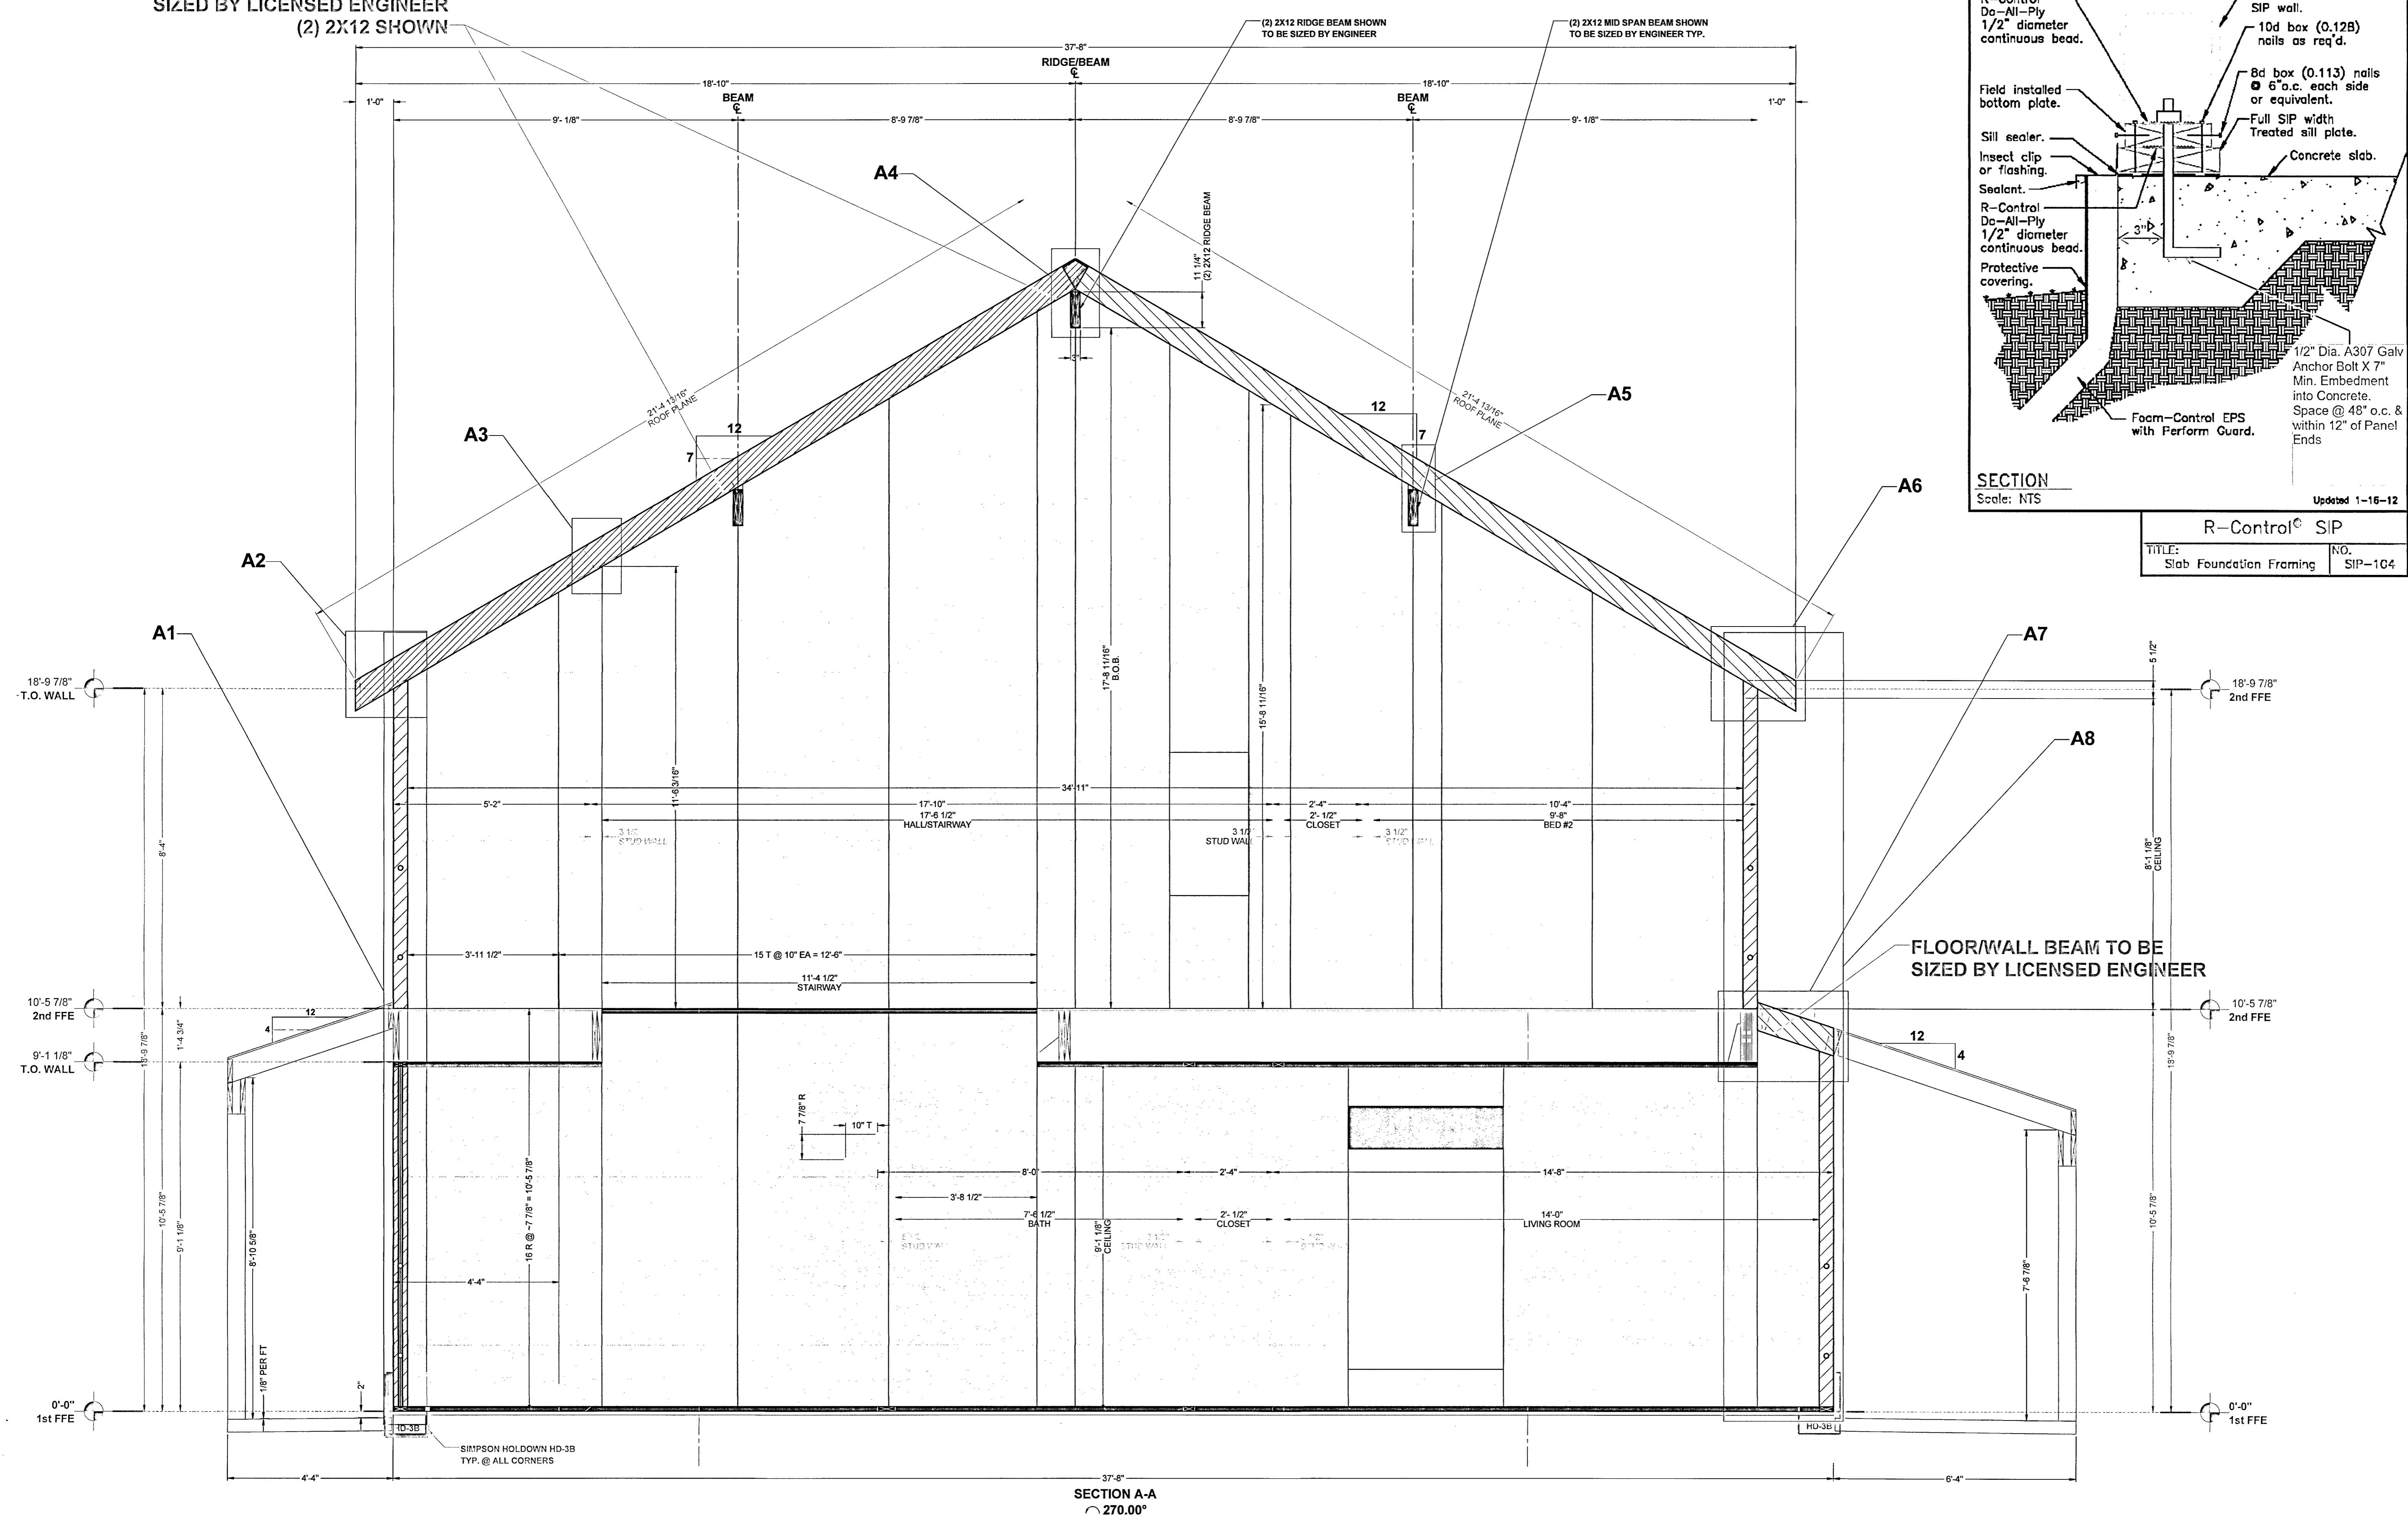 SIZED BY LICENSED ENGINEER
(2) 2X12 SHOWN
(2) 2X12 RIDGE BEAM SHOWN
TO BE SIZED BY ENGINEER
(2) 2X12 MID SPAN BEAM SHOWN
TO BE SIZED BY ENGINEER TYP.
37'-8"
RIDGE/BEAM
18'-10"
18'-10"
1'-0"
BEAM
BEAM
1'-0"
9'- 1/8"
8'-9 7/8"
8'-9 7/8"
9'- 1/8"
A4
11 1/4"
(2) 2X12 RIDGE BEAM
3"
21'-4 13/16"
ROOF PLANE
21'-4 13/16"
ROOF PLANE
A5
12
7
12
7
A3
A2
A6
A1
A7
A8
18'-9 7/8"
T.O. WALL
18'-9 7/8"
2nd FFE
5 1/2"
17'-8 11/16"
B.O.B.
15'-8 11/16"
11'-6 3/16"
34'-11"
5'-2"
17'-10"
2'-4"
10'-4"
17'-6 1/2"
HALL/STAIRWAY
2'- 1/2"
CLOSET
9'-8"
BED #2
3 1/2"
STUD WALL
3 1/2"
STUD WALL
3 1/2"
STUD WALL
8'-4"
8'-1 1/8"
CEILING
3'-11 1/2"
15 T @ 10" EA = 12'-6"
11'-4 1/2"
STAIRWAY
FLOOR/WALL BEAM TO BE
SIZED BY LICENSED ENGINEER
10'-5 7/8"
2nd FFE
10'-5 7/8"
2nd FFE
12
4
1'-4 3/4"
9'-1 1/8"
T.O. WALL
12
4
18'-9 7/8"
10'-5 7/8"
9'-1 1/8"
8'-10 5/8"
16 R @ ~7 7/8" = 10'-5 7/8"
7 7/8" R
10" T
8'-0"
2'-4"
14'-8"
3'-8 1/2"
7'-6 1/2"
BATH
2'- 1/2"
CLOSET
14'-0"
LIVING ROOM
9'-1 1/8"
CEILING
STUD WALL
4'-4"
7'-6 7/8"
10'-5 7/8"
18'-9 7/8"
1/8" PER FT
2"
0'-0"
1st FFE
0'-0"
1st FFE
HD-3B
HD-3B
SIMPSON HOLDOWN HD-3B
TYP. @ ALL CORNERS
4'-4"
37'-8"
6'-4"
SECTION A-A
270.00°
R-Control
Do-All-Ply
1/2" diameter
continuous bead.
SIP wall.
10d box (0.128)
nails as req'd.
8d box (0.113) nails
@ 6"o.c. each side
or equivalent.
Field installed
bottom plate.
Full SIP width
Treated sill plate.
Sill sealer.
Concrete slab.
Insect clip
or flashing.
Sealant.
R-Control
Do-All-Ply
1/2" diameter
continuous bead.
3"
Protective
covering.
1/2" Dia. A307 Galv
Anchor Bolt X 7"
Min. Embedment
into Concrete.
Space @ 48" o.c. &
within 12" of Panel
Ends
Foam-Control EPS
with Perform Guard.
SECTION
Scale: NTS
Updated 1-16-12
R-Control© SIP
TITLE:
Slab Foundation Framing
NO.
SIP-104